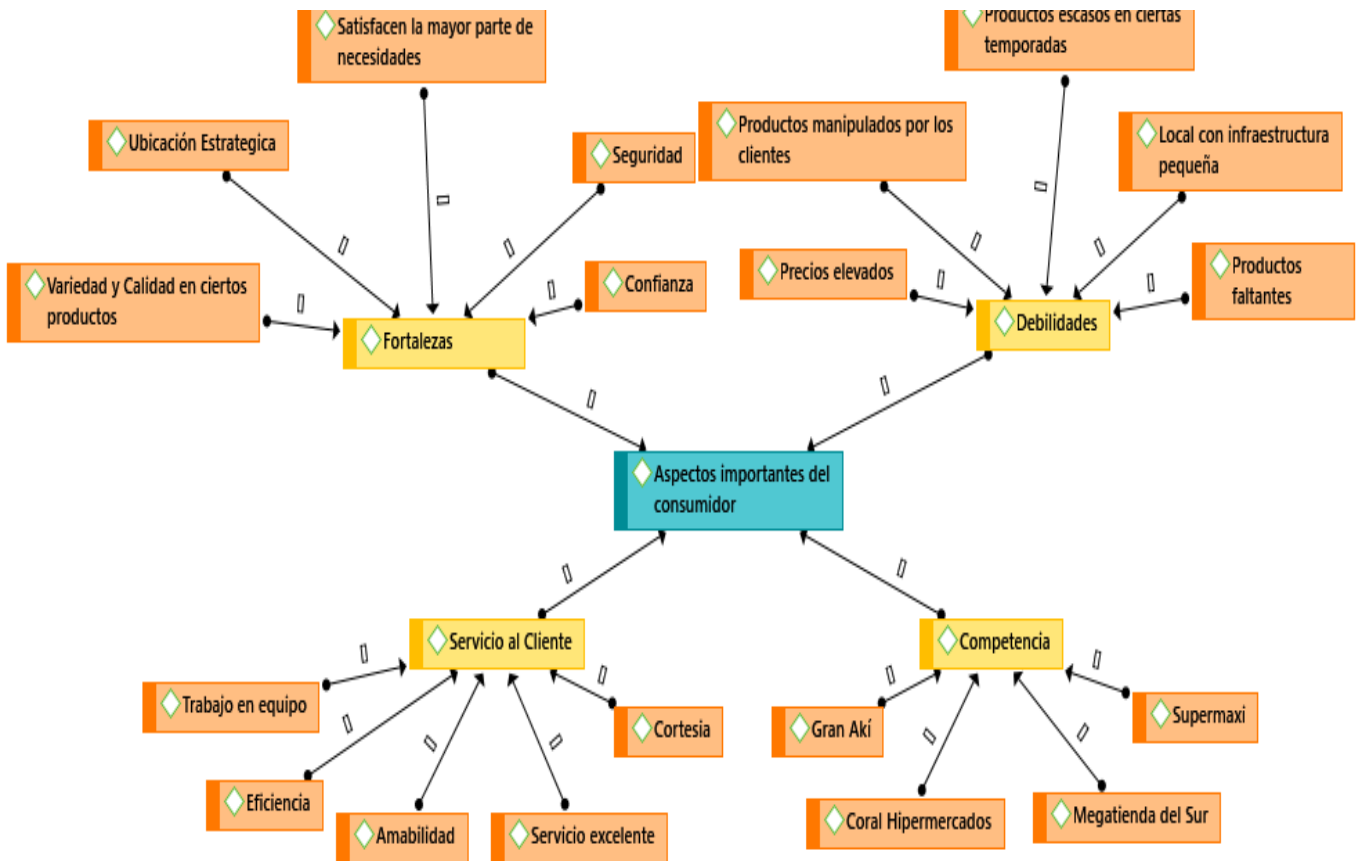 Satisfacen la mayor parte de
necesidades
Productos escasos en ciertas
temporadas
Ubicación Estrategica
Seguridad
Productos manipulados por los
clientes
Local con infraestructura
pequeña
Variedad y Calidad en ciertos
productos
Confianza
Precios elevados
Productos
faltantes
Fortalezas
Debilidades
Aspectos importantes del
consumidor
Servicio al Cliente
Competencia
Trabajo en equipo
Cortesia
Gran Akí
Supermaxi
Eficiencia
Amabilidad
Servicio excelente
Coral Hipermercados
Megatienda del Sur